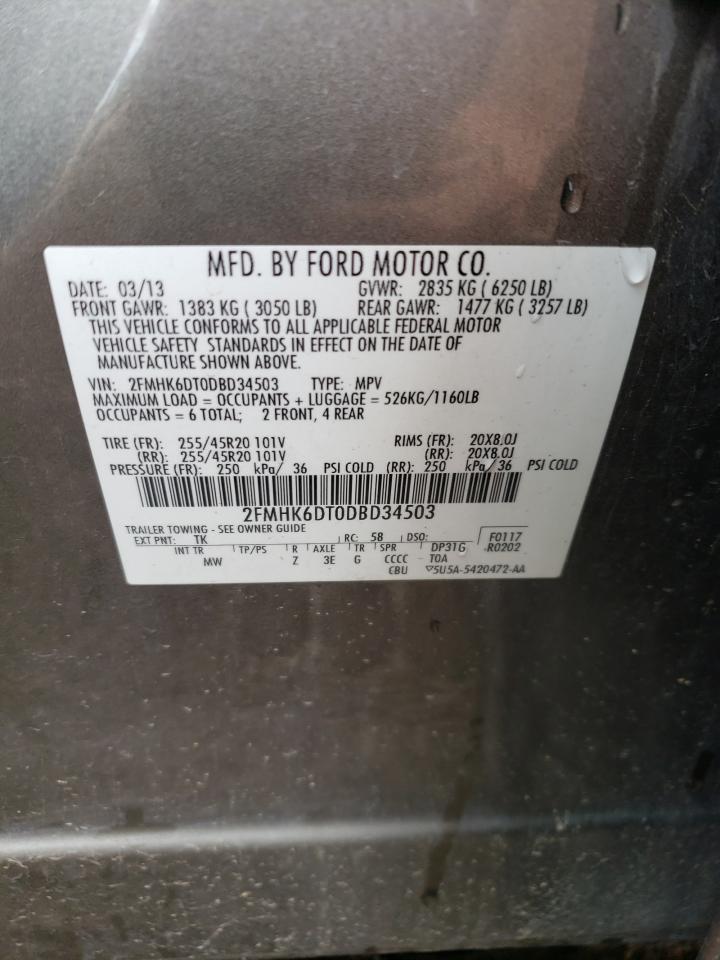 MFD. BY FORD MOTOR CO.
DATE: 03/13 GVWR: 2835 KG ( 6250 LB)
FRONT GAWR: 1383 KG ( 3050 LB) REAR GAWR: 1477 KG ( 3257 LB)
THIS VEHICLE CONFORMS TO ALL APPLICABLE FEDERAL MOTOR
VEHICLE SAFETY STANDARDS IN EFFECT ON THE DATE OF
MANUFACTURE SHOWN ABOVE.
VIN: 2FMHK6DT0DBD34503 TYPE: MPV
MAXIMUM LOAD = OCCUPANTS + LUGGAGE = 526KG/1160LB
OCCUPANTS = 6 TOTAL; 2 FRONT, 4 REAR
TIRE (FR): 255/45R20 101V RIMS (FR): 20X8.0J
(RR): 255/45R20 101V (RR): 20X8.0J
PRESSURE (FR): 250 kPa/ 36 PSI COLD (RR): 250 kPa/ 36 PSI COLD
2FMHK6DT0DBD34503
TRAILER TOWING - SEE OWNER GUIDE
EXT PNT: TK RC: 58 DSO: F0117
INT TR TP/PS R AXLE TR SPR DP31G R0202
MW Z 3E G CCCC T0A
CBU ▽5U5A-5420472-AA